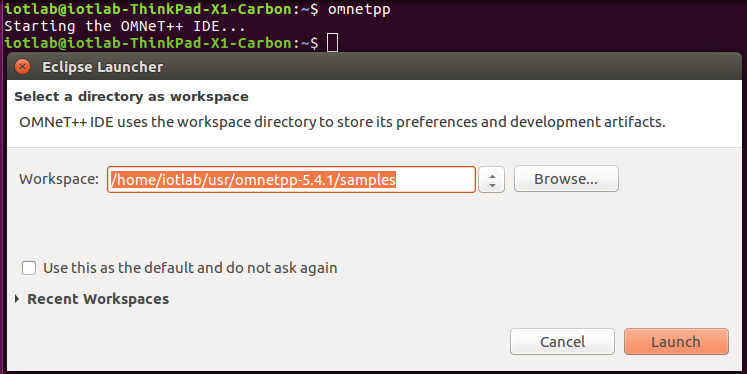 iotlab@iotlab-ThinkPad-X1-Carbon:~$ omnetpp
Starting the OMNeT++ IDE...
iotlab@iotlab-ThinkPad-X1-Carbon:~$
Eclipse Launcher
Select a directory as workspace
OMNeT++ IDE uses the workspace directory to store its preferences and development artifacts.
Workspace: /home/iotlab/usr/omnetpp-5.4.1/samples Browse...
Use this as the default and do not ask again
Recent Workspaces
Cancel Launch